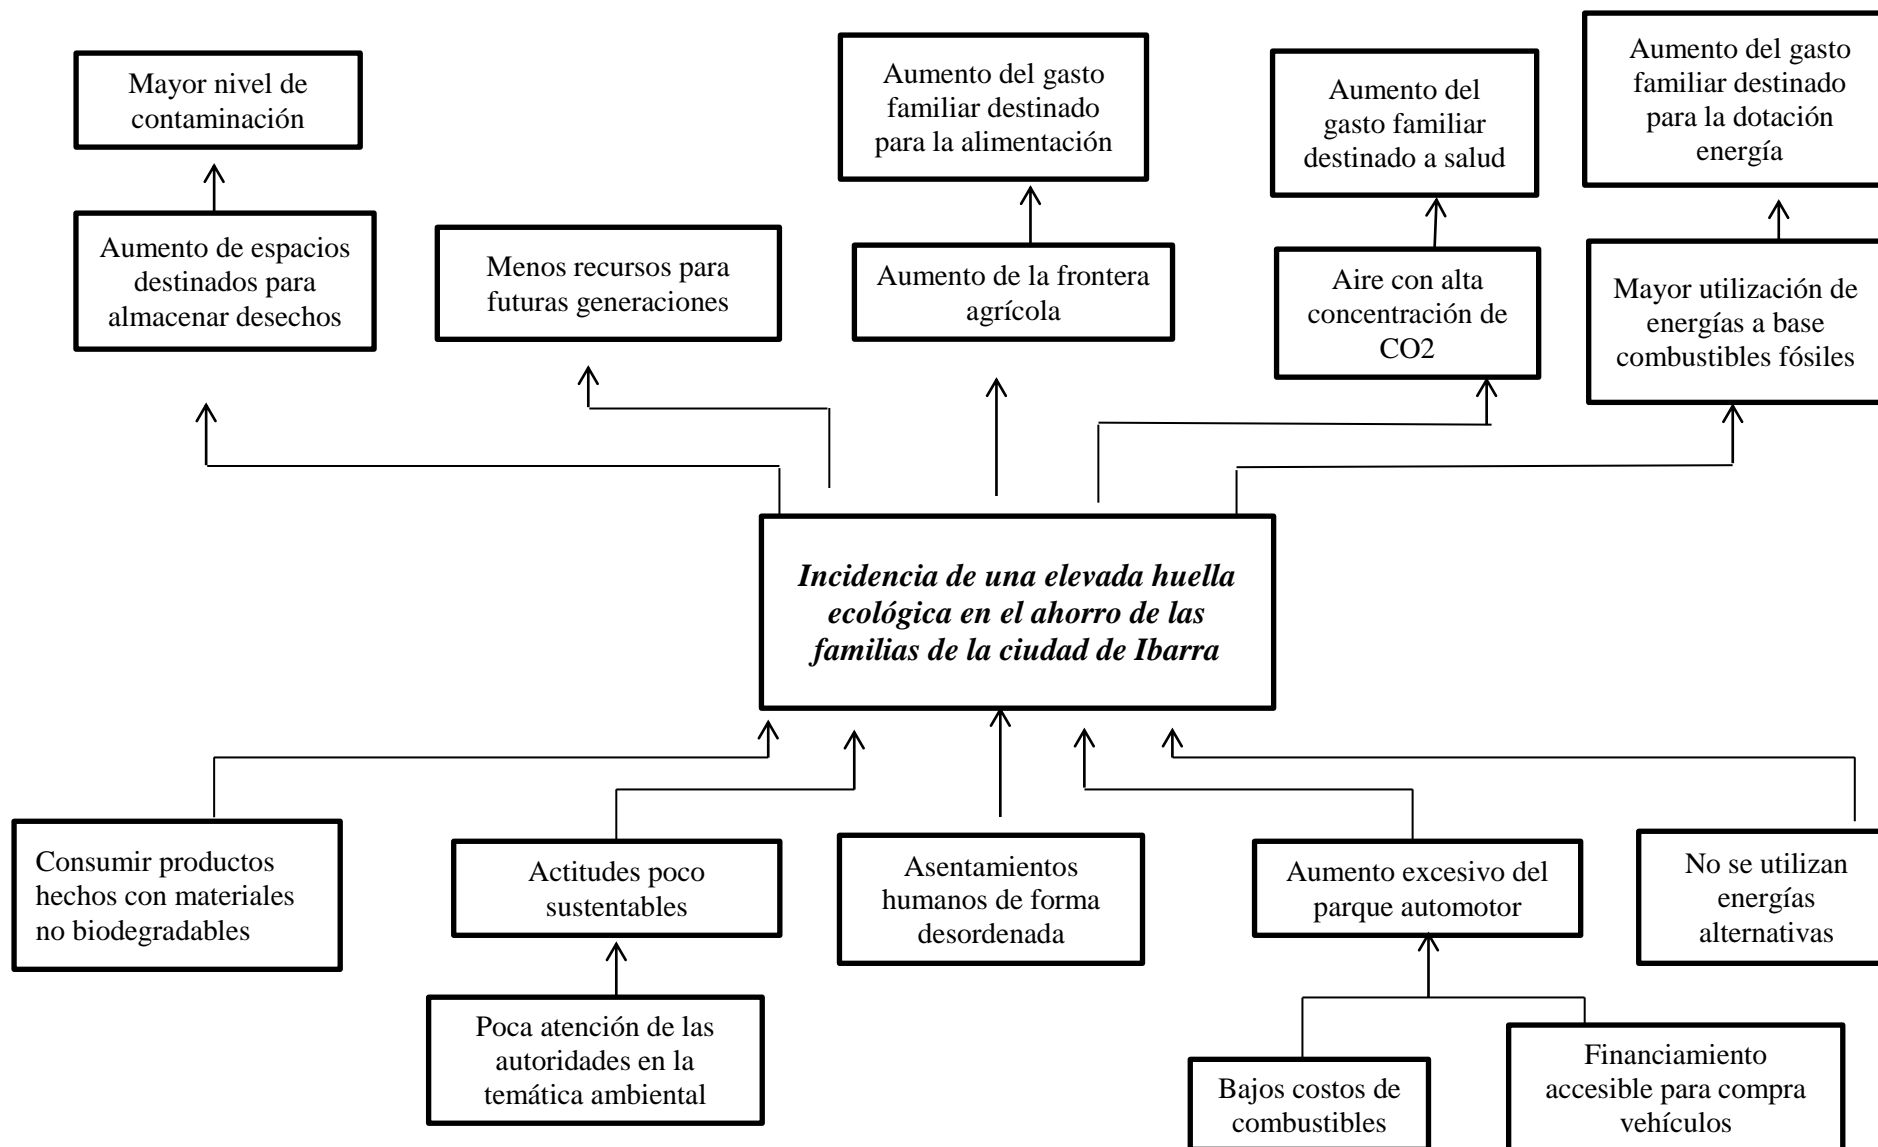 Mayor nivel de
contaminación
Aumento del gasto
familiar destinado
para la alimentación
Aumento del
gasto familiar
destinado a salud
Aumento del gasto
familiar destinado
para la dotación
energía
Aumento de espacios
destinados para
almacenar desechos
Menos recursos para
futuras generaciones
Aumento de la frontera
agrícola
Aire con alta
concentración de
CO2
Mayor utilización de
energías a base
combustibles fósiles
Incidencia de una elevada huella
ecológica en el ahorro de las
familias de la ciudad de Ibarra
Consumir productos
hechos con materiales
no biodegradables
Actitudes poco
sustentables
Asentamientos
humanos de forma
desordenada
Aumento excesivo del
parque automotor
No se utilizan
energías
alternativas
Poca atención de las
autoridades en la
temática ambiental
Bajos costos de
combustibles
Financiamiento
accesible para compra
vehículos